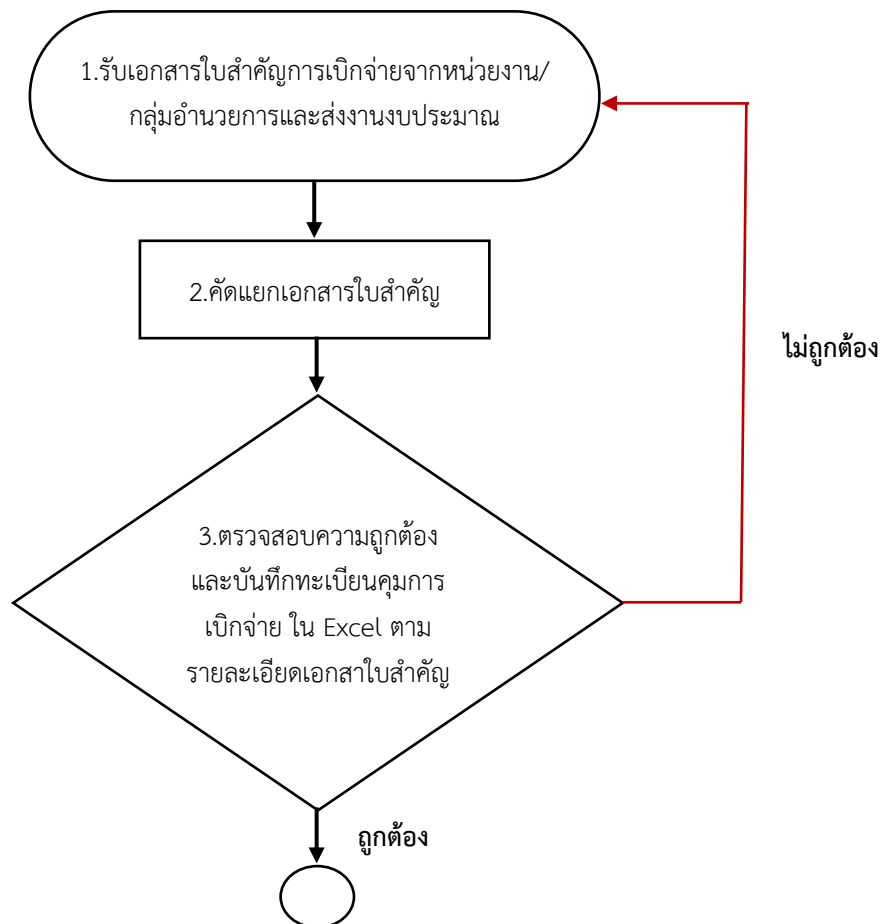 1.รับเอกสารใบสำคัญการเบิกจ่ายจากหน่วยงาน/
กลุ่มอำนวยการและส่งงานงบประมาณ
2.คัดแยกเอกสารใบสำคัญ
ไม่ถูกต้อง
3.ตรวจสอบความถูกต้อง
และบันทึกทะเบียนคุมการ
เบิกจ่าย ใน Excel ตาม
รายละเอียดเอกสาใบสำคัญ
ถูกต้อง